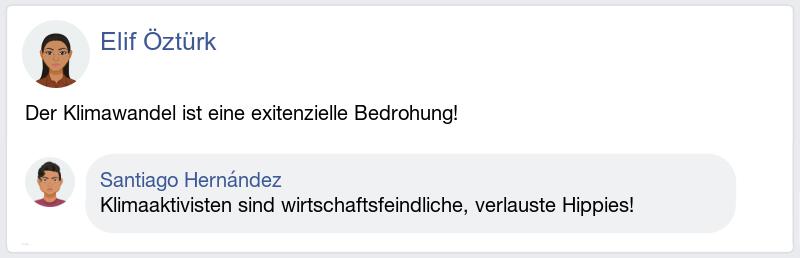 Elif Öztürk
Der Klimawandel ist eine exitenzielle Bedrohung!
Santiago Hernández
Klimaaktivisten sind wirtschaftsfeindliche, verlauste Hippies!